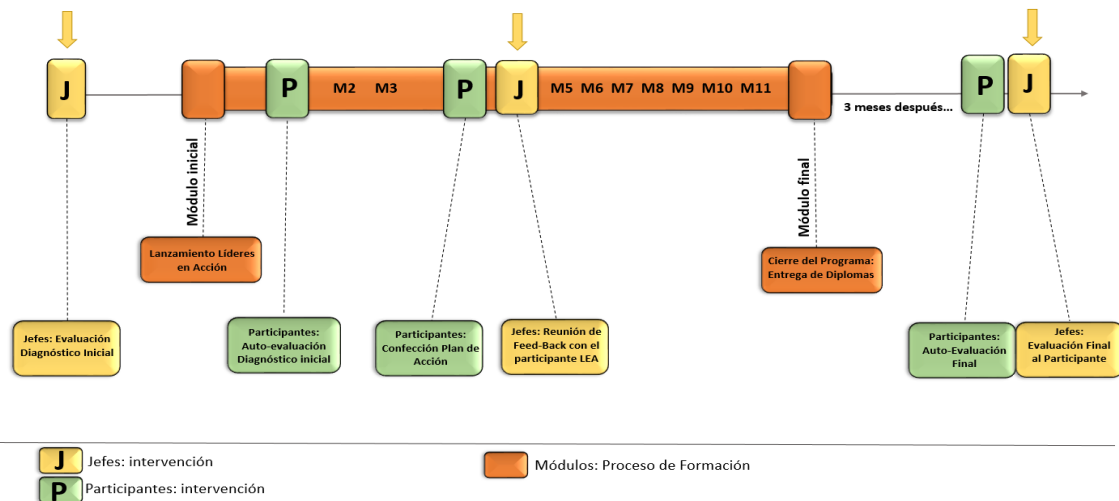 J
P
M2 M3
P
J
M5 M6 M7 M8 M9 M10 M11
3 meses después...
P
J
Módulo inicial
Módulo final
Lanzamiento Líderes
en Acción
Cierre del Programa:
Entrega de Diplomas
Jefes: Evaluación
Diagnóstico Inicial
Participantes:
Auto-evaluación
Diagnóstico inicial
Participantes:
Confección Plan de
Acción
Jefes: Reunión de
Feed-Back con el
participante LEA
Participantes:
Auto-Evaluación
Final
Jefes:
Evaluación Final
al Participante
J Jefes: intervención
P Participantes: intervención
Módulos: Proceso de Formación